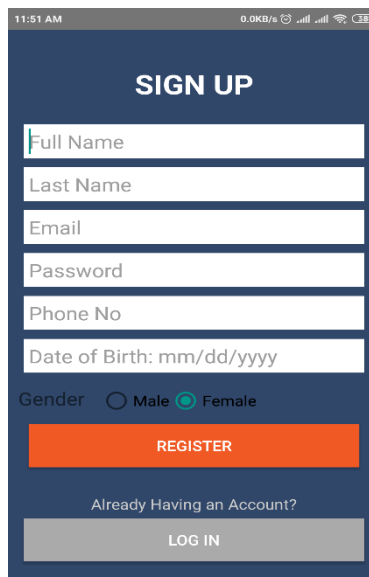 11:51 AM 0.0KB/s 38
SIGN UP
Full Name
Last Name
Email
Password
Phone No
Date of Birth: mm/dd/yyyy
Gender Male Female
REGISTER
Already Having an Account?
LOG IN